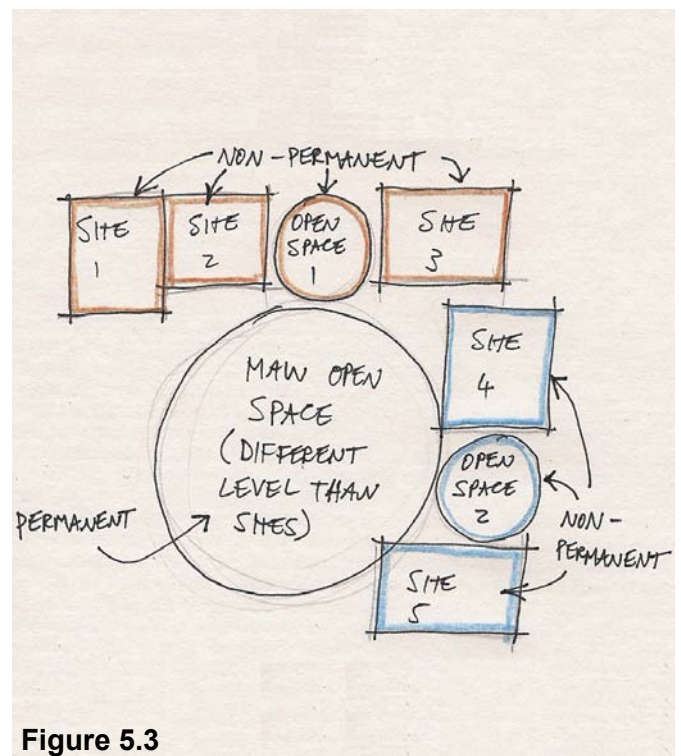 NON-PERMANENT
SITE
1
SITE
2
OPEN
SPACE
1
SITE
3
MAIN OPEN
SPACE
(DIFFERENT
LEVEL THAN
SITES)
PERMANENT
SITE
4
OPEN
SPACE
2
NON-
PERMANENT
SITE
5
Figure 5.3